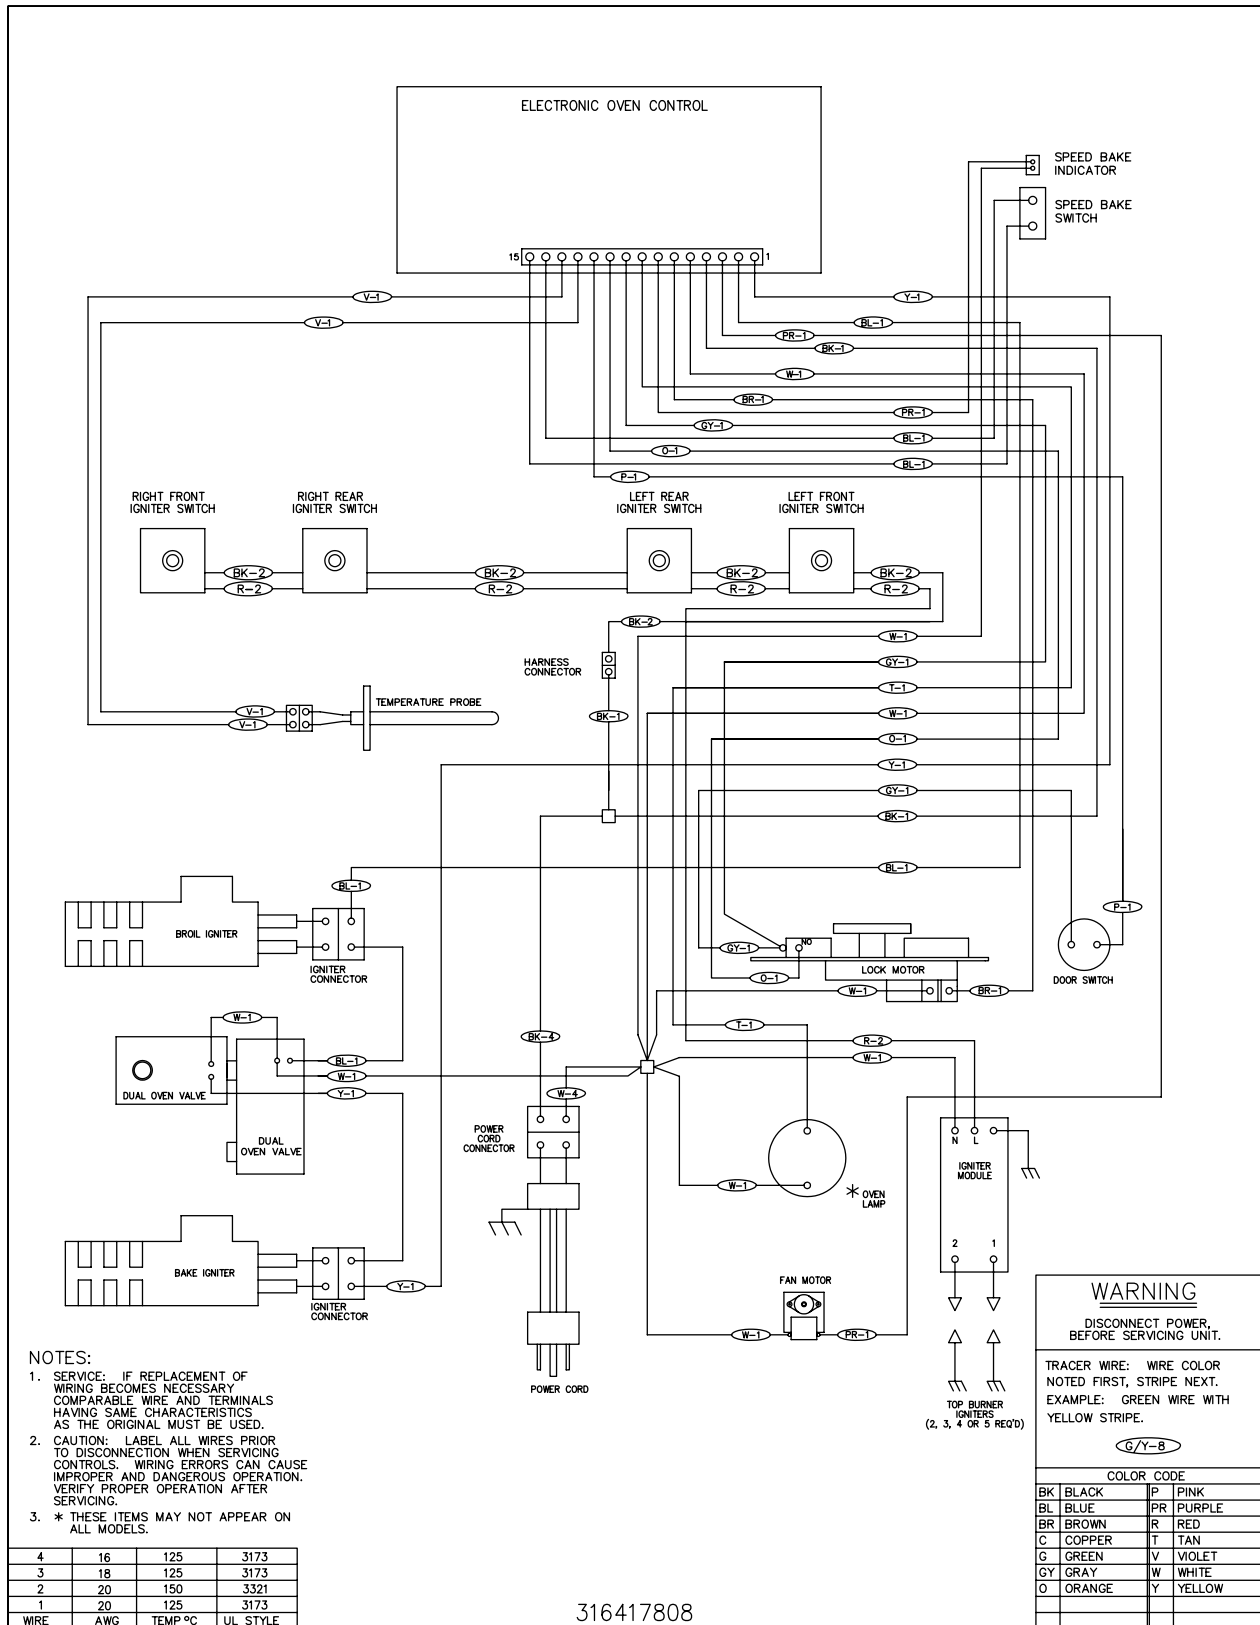 ELECTRONIC OVEN CONTROL
SPEED BAKE
INDICATOR
SPEED BAKE
SWITCH
15
1
V-1
Y-1
V-1
BL-1
PR-1
BK-1
W-1
BR-1
PR-1
GY-1
BL-1
O-1
BL-1
P-1
RIGHT FRONT
IGNITER SWITCH
RIGHT REAR
IGNITER SWITCH
LEFT REAR
IGNITER SWITCH
LEFT FRONT
IGNITER SWITCH
BK-2
BK-2
BK-2
BK-2
R-2
R-2
R-2
R-2
BK-2
W-1
HARNESS
CONNECTOR
GY-1
T-1
TEMPERATURE PROBE
V-1
V-1
BK-1
W-1
O-1
Y-1
GY-1
BK-1
BL-1
BL-1
P-1
BROIL IGNITER
IGNITER
CONNECTOR
GY-1
NO
LOCK MOTOR
O-1
W-1
BR-1
DOOR SWITCH
W-1
T-1
BK-4
R-2
W-1
BL-1
W-1
Y-1
W-4
DUAL OVEN VALVE
DUAL
OVEN VALVE
POWER
CORD
CONNECTOR
N
L
IGNITER
MODULE
W-1
* OVEN
LAMP
2
1
BAKE IGNITER
Y-1
IGNITER
CONNECTOR
FAN MOTOR
W-1
PR-1
POWER CORD
TOP BURNER
IGNITERS
(2, 3, 4 OR 5 REQ'D)
WARNING
DISCONNECT POWER,
BEFORE SERVICING UNIT.
TRACER WIRE: WIRE COLOR
NOTED FIRST, STRIPE NEXT.
EXAMPLE: GREEN WIRE WITH
YELLOW STRIPE.
G/Y-8
COLOR CODE
BK BLACK P PINK
BL BLUE PR PURPLE
BR BROWN R RED
C COPPER T TAN
G GREEN V VIOLET
GY GRAY W WHITE
O ORANGE Y YELLOW
NOTES:
1. SERVICE: IF REPLACEMENT OF
WIRING BECOMES NECESSARY
COMPARABLE WIRE AND TERMINALS
HAVING SAME CHARACTERISTICS
AS THE ORIGINAL MUST BE USED.
2. CAUTION: LABEL ALL WIRES PRIOR
TO DISCONNECTION WHEN SERVICING
CONTROLS. WIRING ERRORS CAN CAUSE
IMPROPER AND DANGEROUS OPERATION.
VERIFY PROPER OPERATION AFTER
SERVICING.
3. * THESE ITEMS MAY NOT APPEAR ON
ALL MODELS.
4 16 125 3173
3 18 125 3173
2 20 150 3321
1 20 125 3173
WIRE AWG TEMP °C UL STYLE
316417808